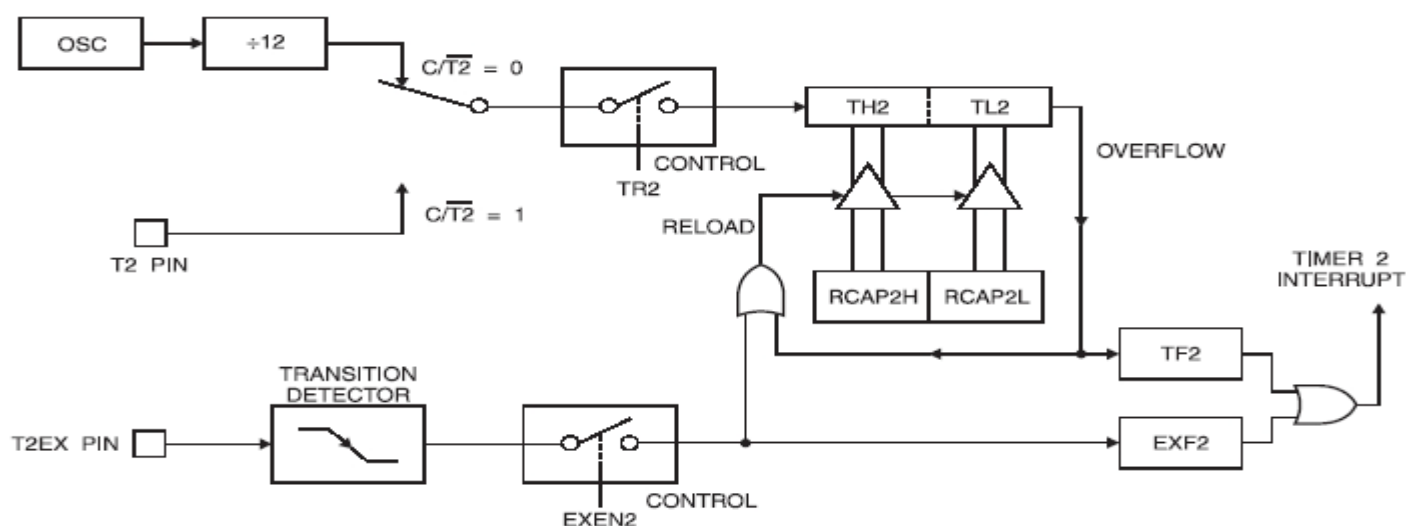 OSC
÷12
C/T2̅ = 0
TH2
TL2
OVERFLOW
CONTROL
TR2
C/T2̅ = 1
T2 PIN
RELOAD
RCAP2H
RCAP2L
TIMER 2
INTERRUPT
TF2
TRANSITION
DETECTOR
T2EX PIN
EXF2
CONTROL
EXEN2